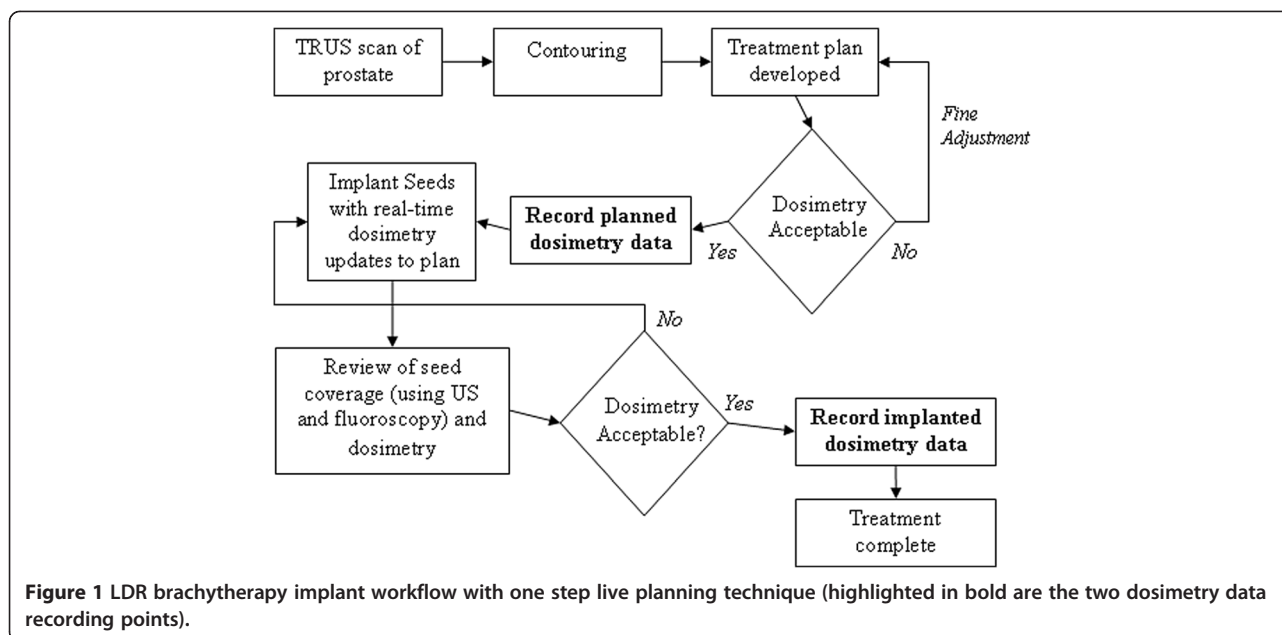 TRUS scan of
prostate
Contouring
Treatment plan
developed
Fine
Adjustment
Dosimetry
Acceptable
No
Yes
Record planned
dosimetry data
Implant Seeds
with real-time
dosimetry
updates to plan
No
Review of seed
coverage (using US
and fluoroscopy) and
dosimetry
Dosimetry
Acceptable?
Yes
Record implanted
dosimetry data
Treatment
complete
Figure 1 LDR brachytherapy implant workflow with one step live planning technique (highlighted in bold are the two dosimetry data
recording points).